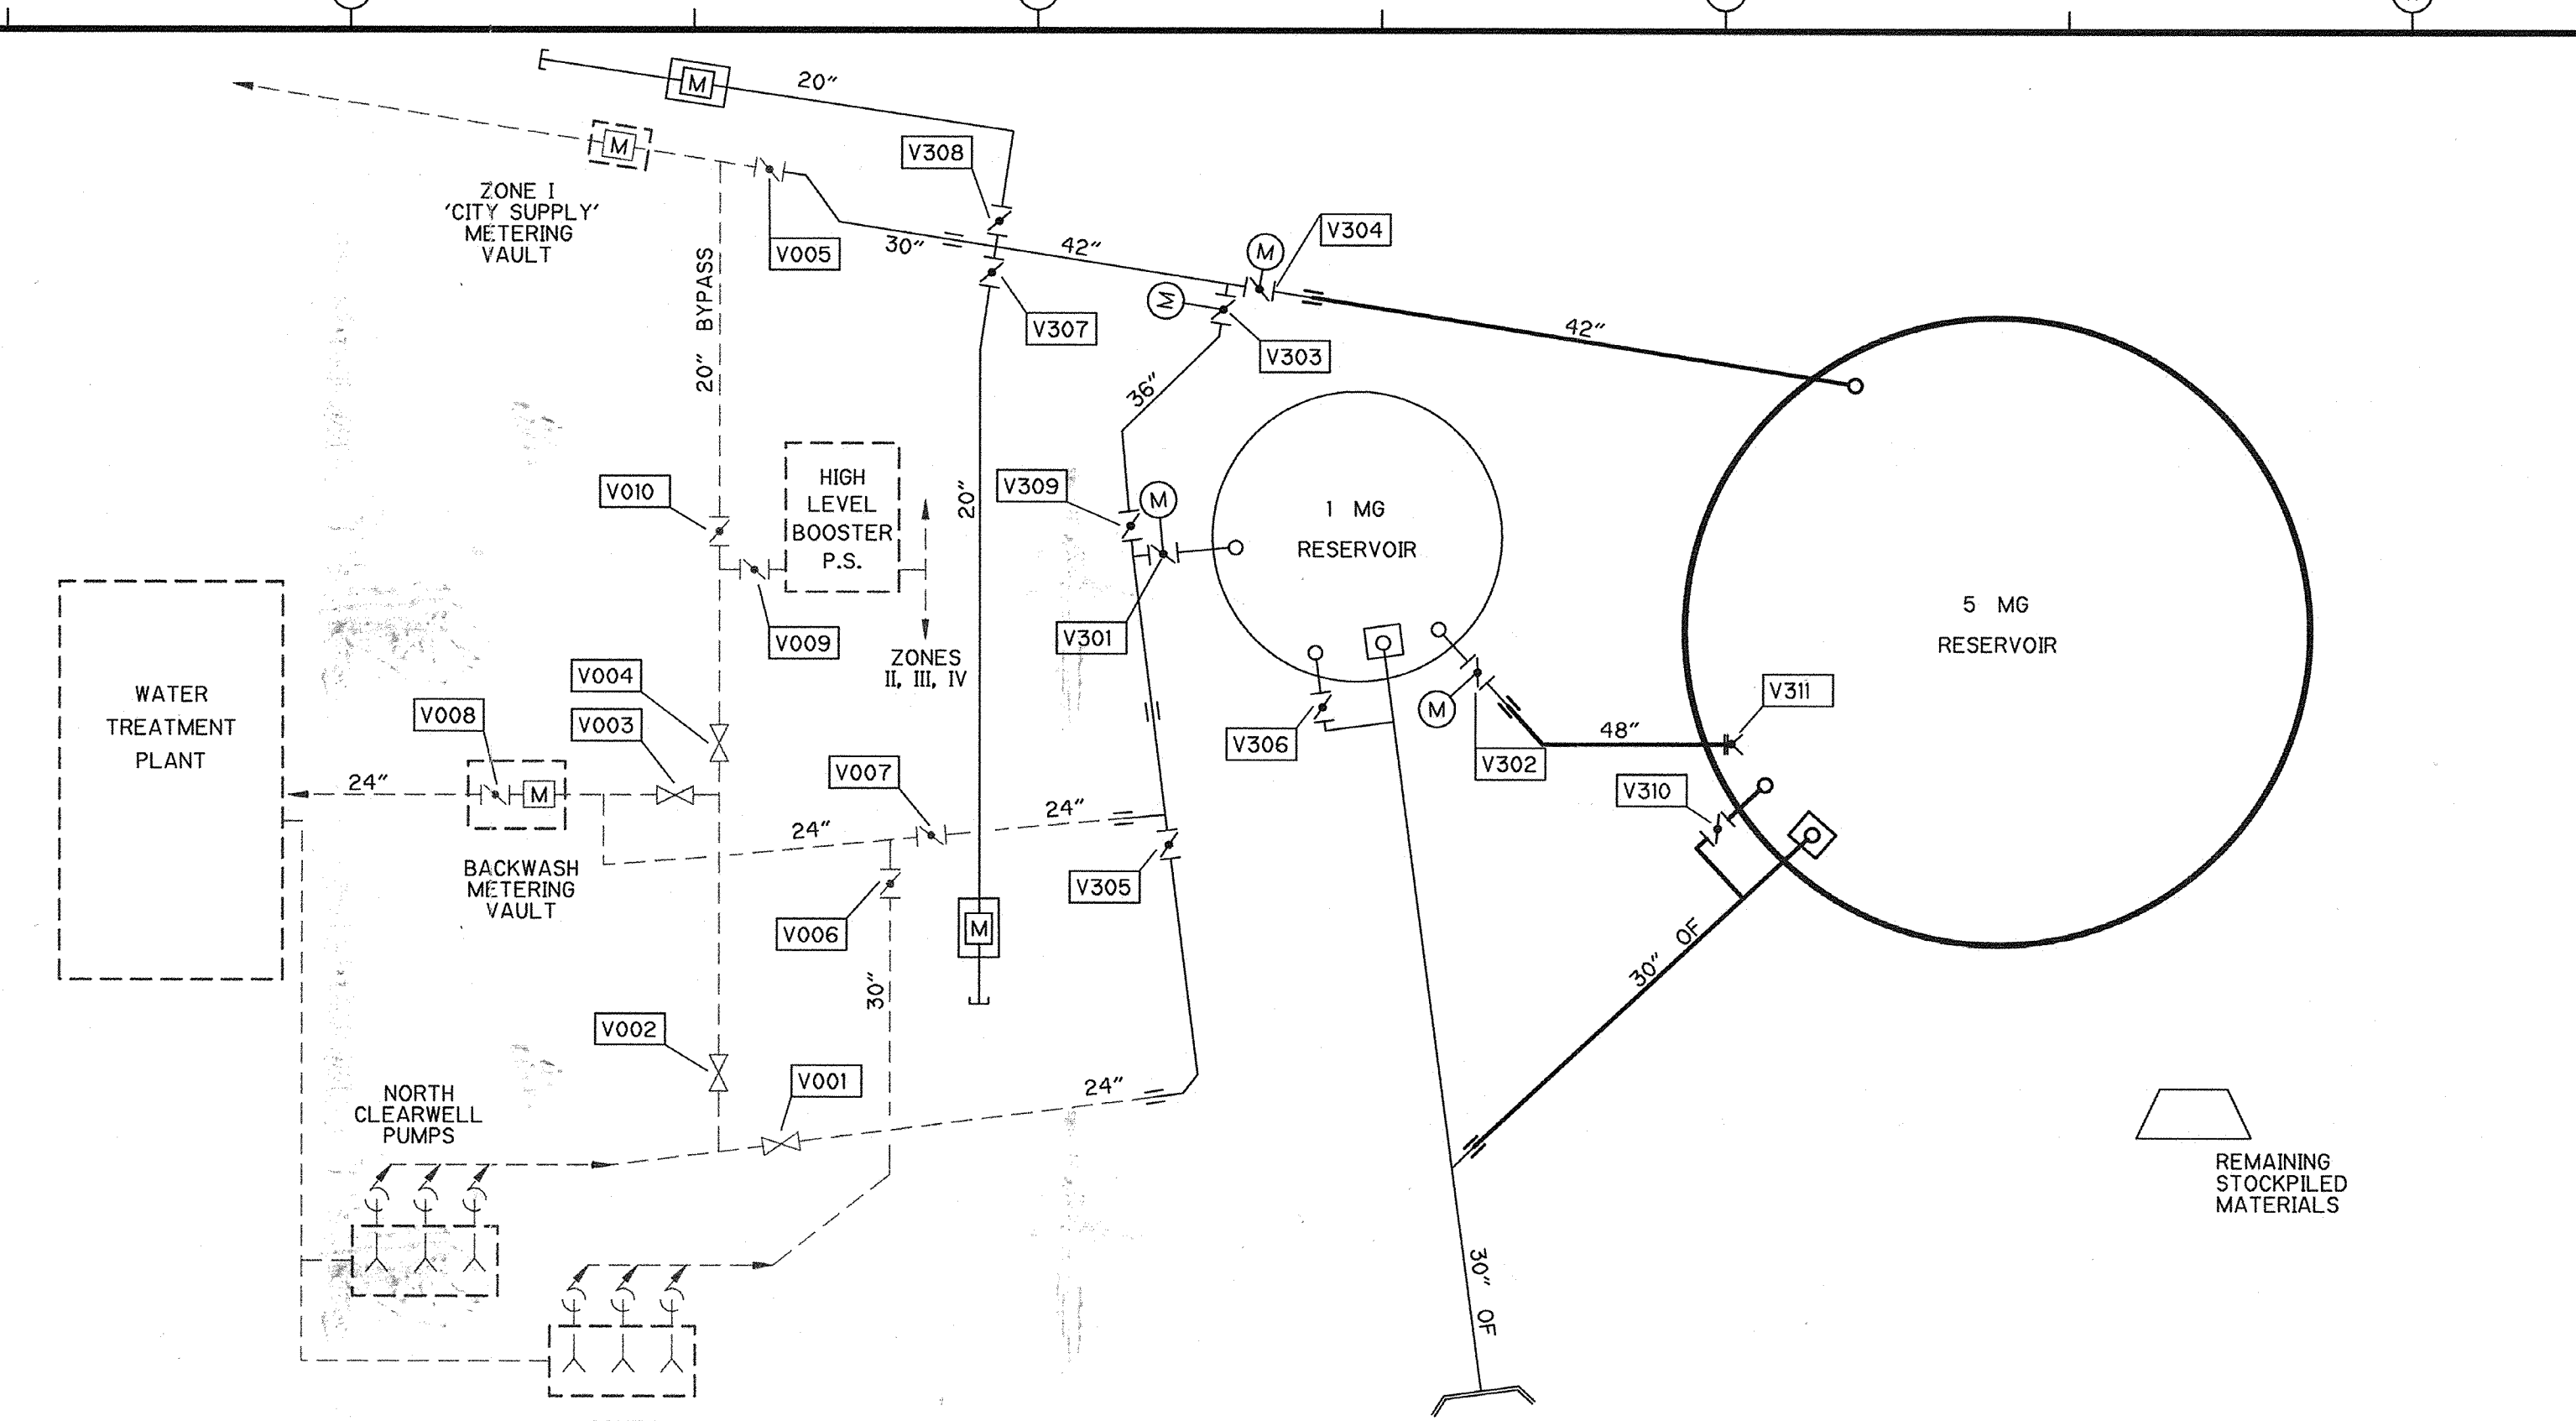 20″
M
V308
M
ZONE I
'CITY SUPPLY'
METERING
VAULT
V005
30″
42″
M
V304
M
V307
V303
42″
20″ BYPASS
36″
V010
HIGH
LEVEL
BOOSTER
P.S.
20″
V309
M
1 MG
RESERVOIR
V009
V301
5 MG
RESERVOIR
ZONES
II, III, IV
WATER
TREATMENT
PLANT
V004
V003
V008
24″
M
V007
24″
24″
V306
M
V302
48″
V311
V310
BACKWASH
METERING
VAULT
V305
V006
M
30″
30″ OF
V002
V001
24″
NORTH
CLEARWELL
PUMPS
30″ OF
REMAINING
STOCKPILED
MATERIALS